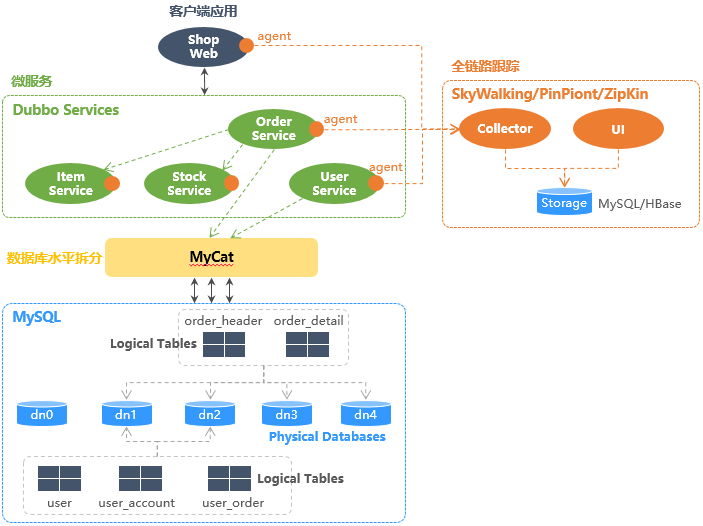 客户端应用
Shop
Web
agent
微服务
Dubbo Services
Order
Service
agent
Item
Service
Stock
Service
User
Service
agent
全链路跟踪
SkyWalking/PinPiont/ZipKin
Collector
UI
Storage
MySQL/HBase
数据库水平拆分
MyCat
MySQL
order_header
order_detail
Logical Tables
dn0
dn1
dn2
dn3
dn4
Physical Databases
Logical Tables
user
user_account
user_order